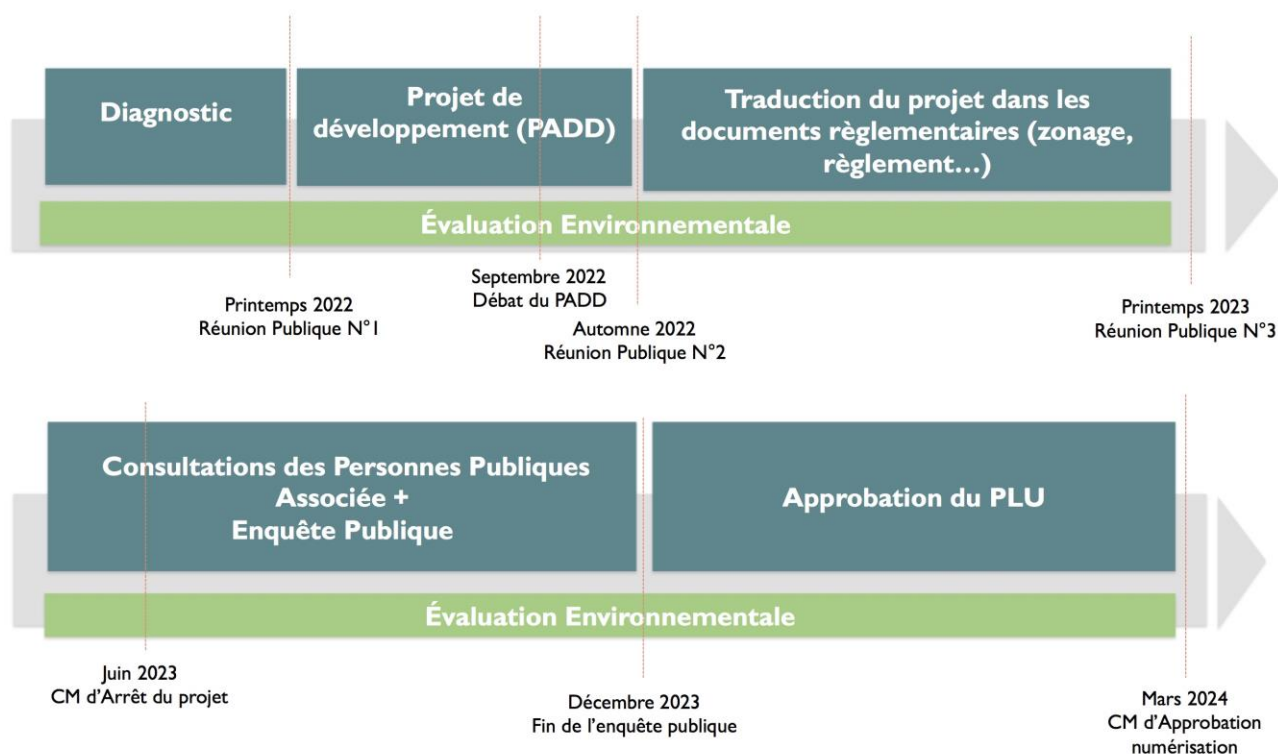 Diagnostic
Projet de
développement (PADD)
Traduction du projet dans les
documents règlementaires (zonage,
règlement…)
Évaluation Environnementale
Printemps 2022
Réunion Publique N°1
Septembre 2022
Débat du PADD
Automne 2022
Réunion Publique N°2
Printemps 2023
Réunion Publique N°3
Consultations des Personnes Publiques
Associée +
Enquête Publique
Approbation du PLU
Évaluation Environnementale
Juin 2023
CM d’Arrêt du projet
Décembre 2023
Fin de l’enquête publique
Mars 2024
CM d’Approbation
numérisation